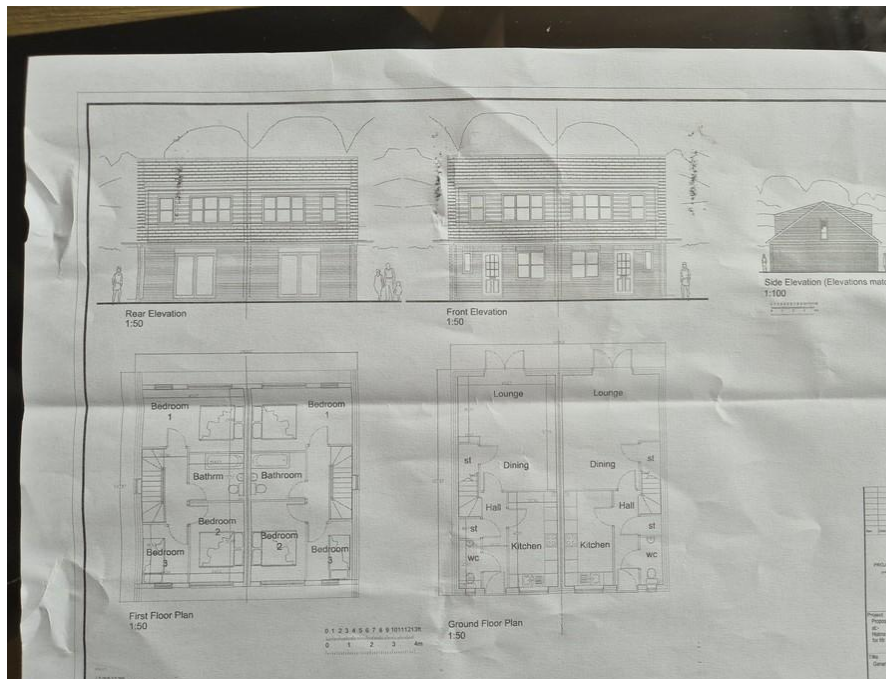 Rear Elevation
1:50
Front Elevation
1:50
Side Elevation (Elevations
1:100
Bedroom
1
Bedroom
1
Bathrm
Bathroom
Bedroom
2
Bedroom
2
Bedroom
3
Bedroom
3
First Floor Plan
1:50
Lounge
Lounge
st
Dining
Dining
st
Hall
Hall
st
st
Kitchen
Kitchen
wc
wc
Ground Floor Plan
1:50
0 1 2 3 4 5 6 7 8 9 10 11 12 13ft
0 1 2 3 4m
Project